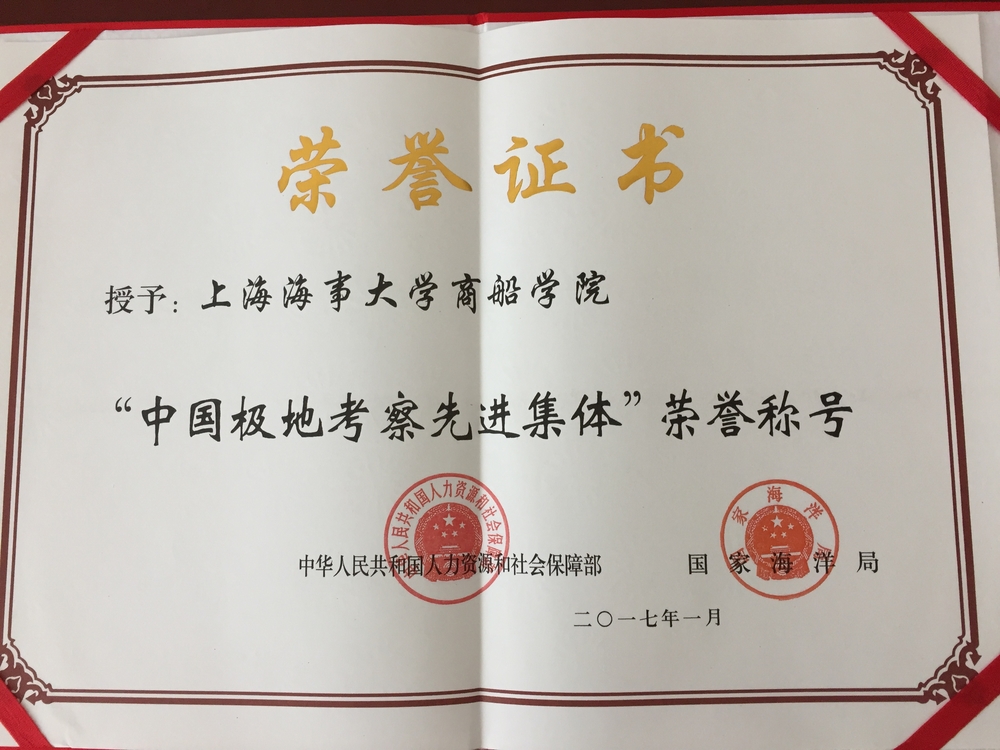 荣誉证书
授予：上海海事大学商船学院
“中国极地考察先进集体”荣誉称号
中华人民共和国人力资源和社会保障部 国家海洋局
二〇一七年一月